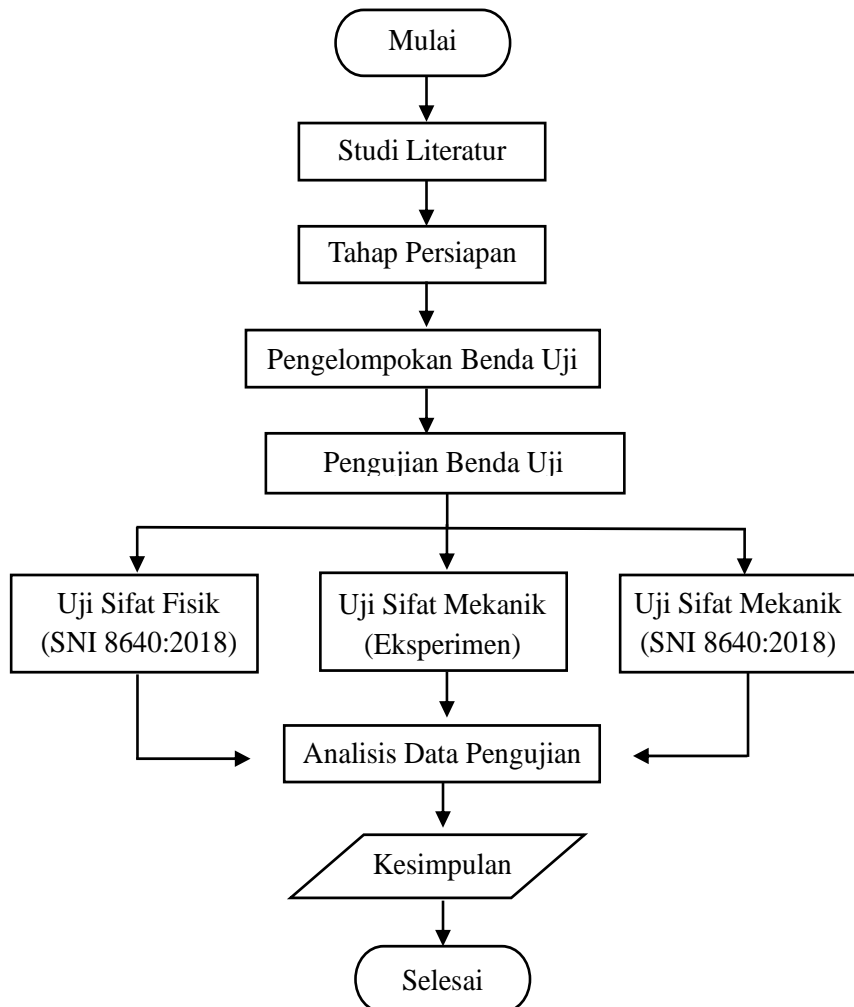 Mulai
Studi Literatur
Tahap Persiapan
Pengelompokan Benda Uji
Pengujian Benda Uji
Uji Sifat Fisik
(SNI 8640:2018)
Uji Sifat Mekanik
(Eksperimen)
Uji Sifat Mekanik
(SNI 8640:2018)
Analisis Data Pengujian
Kesimpulan
Selesai